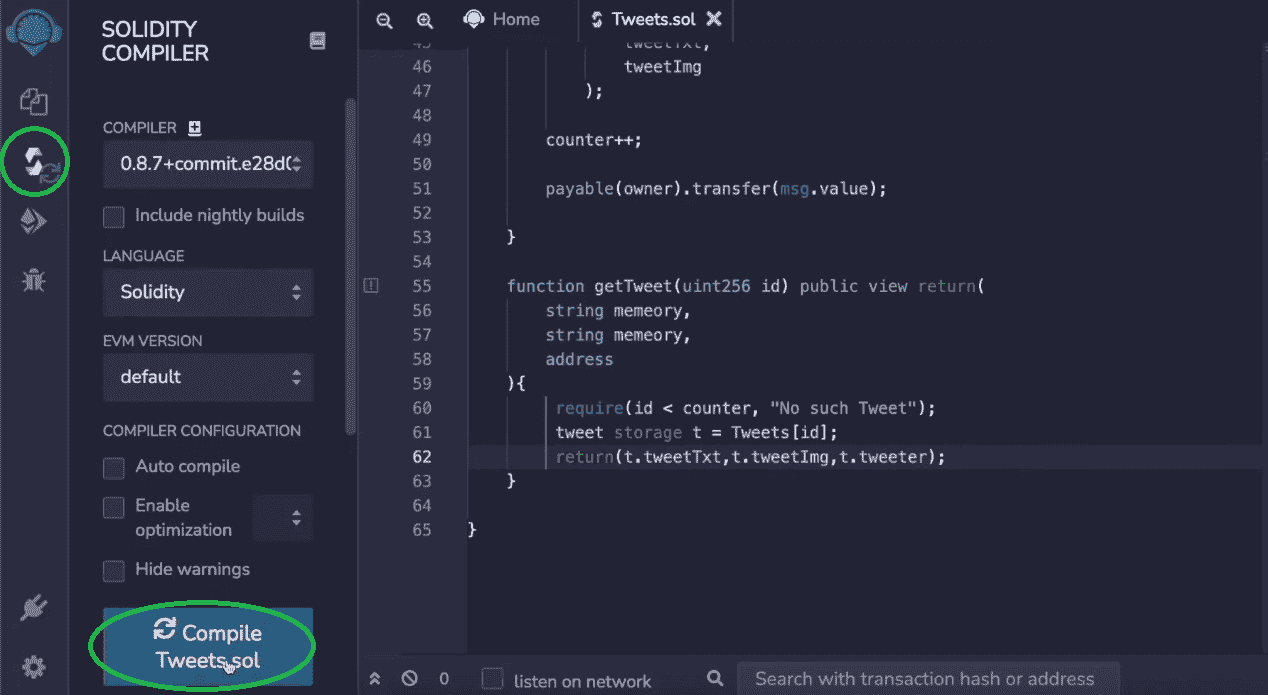 SOLIDITY
COMPILER
COMPILER
0.8.7+commit.e28d0
Include nightly builds
LANGUAGE
Solidity
EVM VERSION
default
COMPILER CONFIGURATION
Auto compile
Enable
optimization
Hide warnings
Compile
Tweets.sol
Home
Tweets.sol
45 tweetTxt,
46 tweetImg
47 );
48
49 counter++;
50
51 payable(owner).transfer(msg.value);
52
53 }
54
55 function getTweet(uint256 id) public view return(
56 string memeory,
57 string memeory,
58 address
59 ){
60 require(id < counter, "No such Tweet");
61 tweet storage t = Tweets[id];
62 return(t.tweetTxt,t.tweetImg,t.tweeter);
63 }
64
65 }
0
listen on network
Search with transaction hash or address